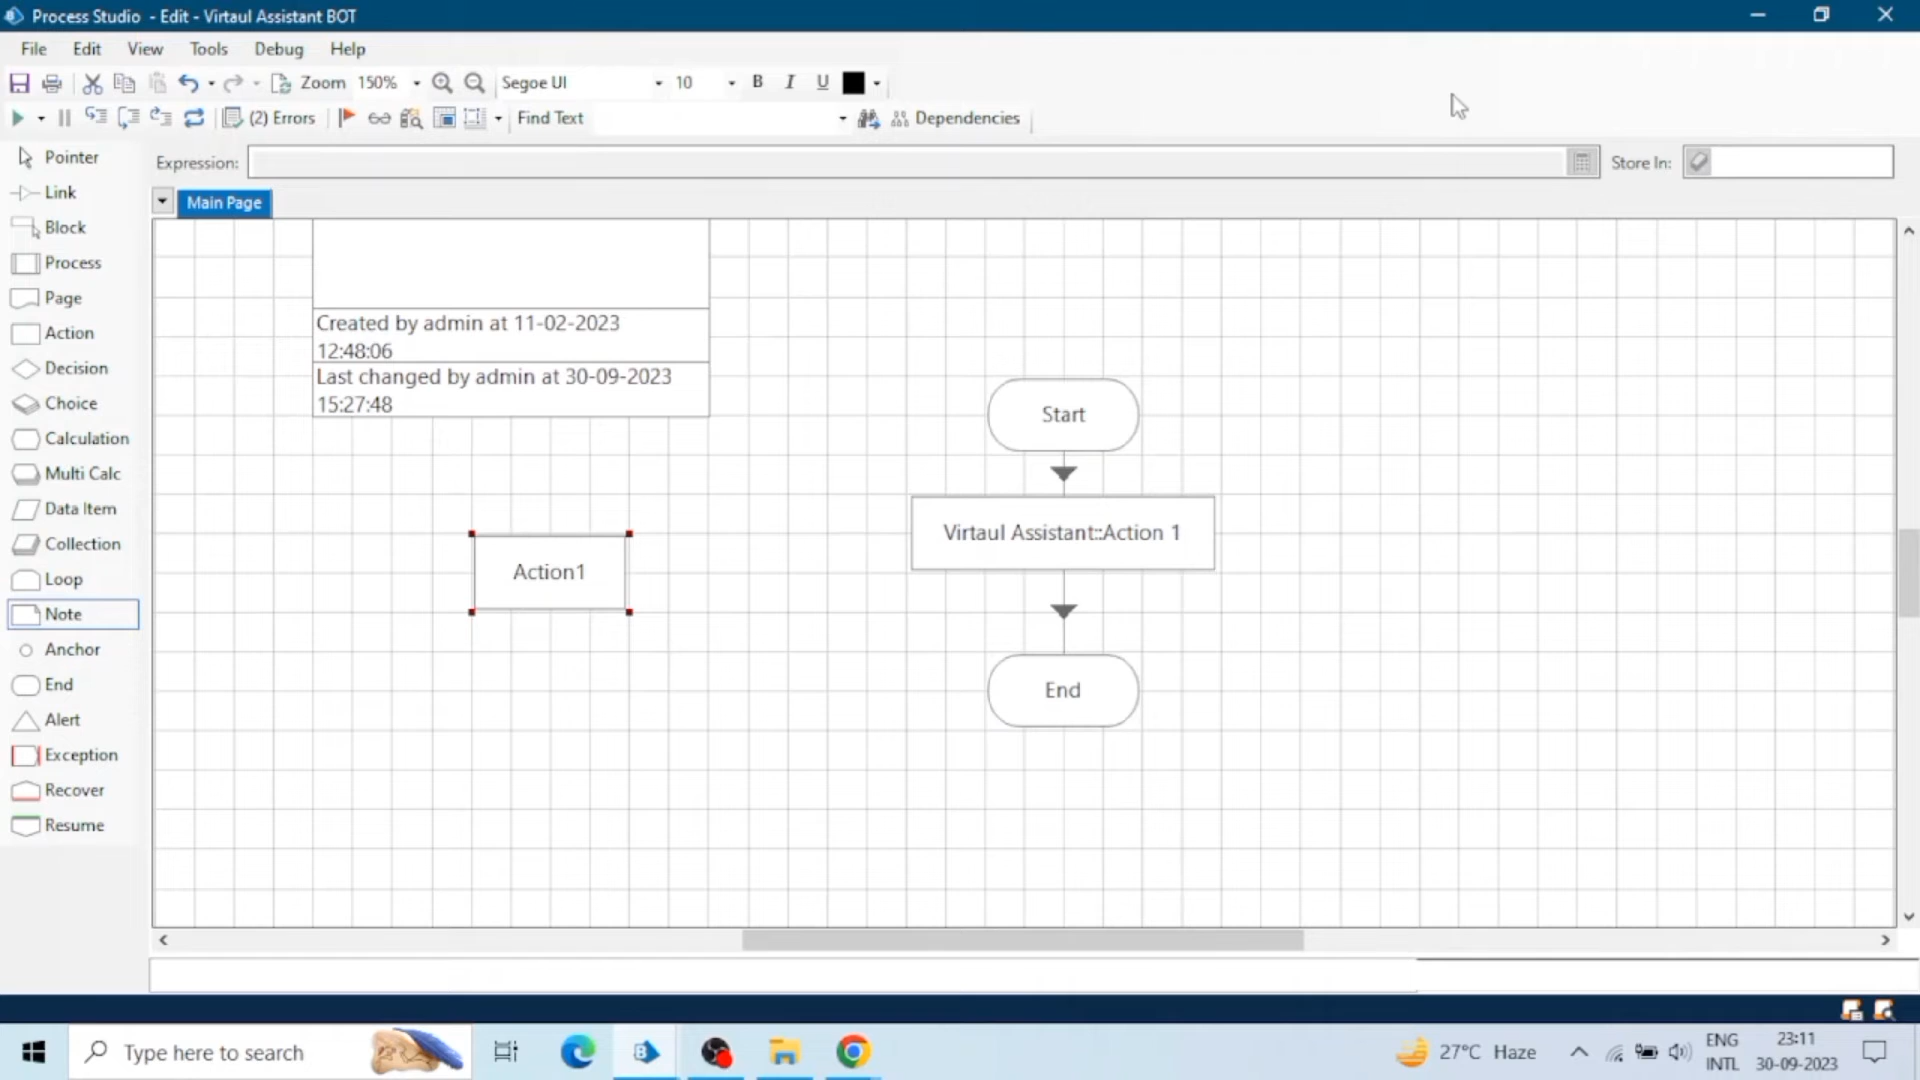 Process Studio - Edit - Virtaul Assistant BOT
File Edit View Tools Debug Help
Zoom 150% Segoe UI 10 B I U
(2) Errors Find Text Dependencies
Pointer
Link
Block
Process
Page
Action
Decision
Choice
Calculation
Multi Calc
Data Item
Collection
Loop
Note
Anchor
End
Alert
Exception
Recover
Resume
Expression: Store In:
Main Page
Created by admin at 11-02-2023
12:48:06
Last changed by admin at 30-09-2023
15:27:48
Action1
Start
Virtaul Assistant::Action 1
End
Type here to search
27°C Haze
ENG
INTL
23:11
30-09-2023